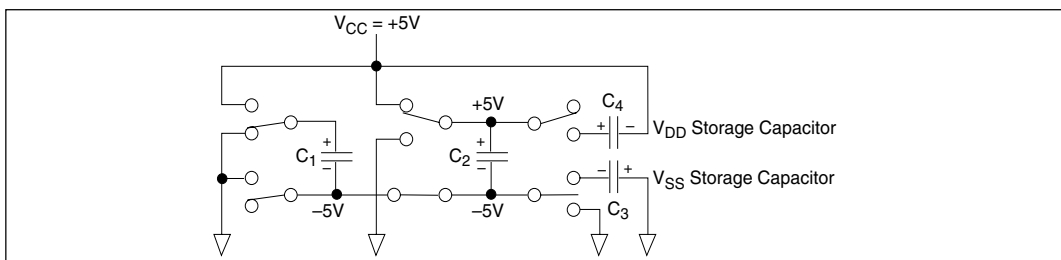 V_CC = +5V
+5V
C_4
+ −
V_DD Storage Capacitor
+
C_1
−
+
C_2
−
− +
V_SS Storage Capacitor
−5V
−5V
C_3